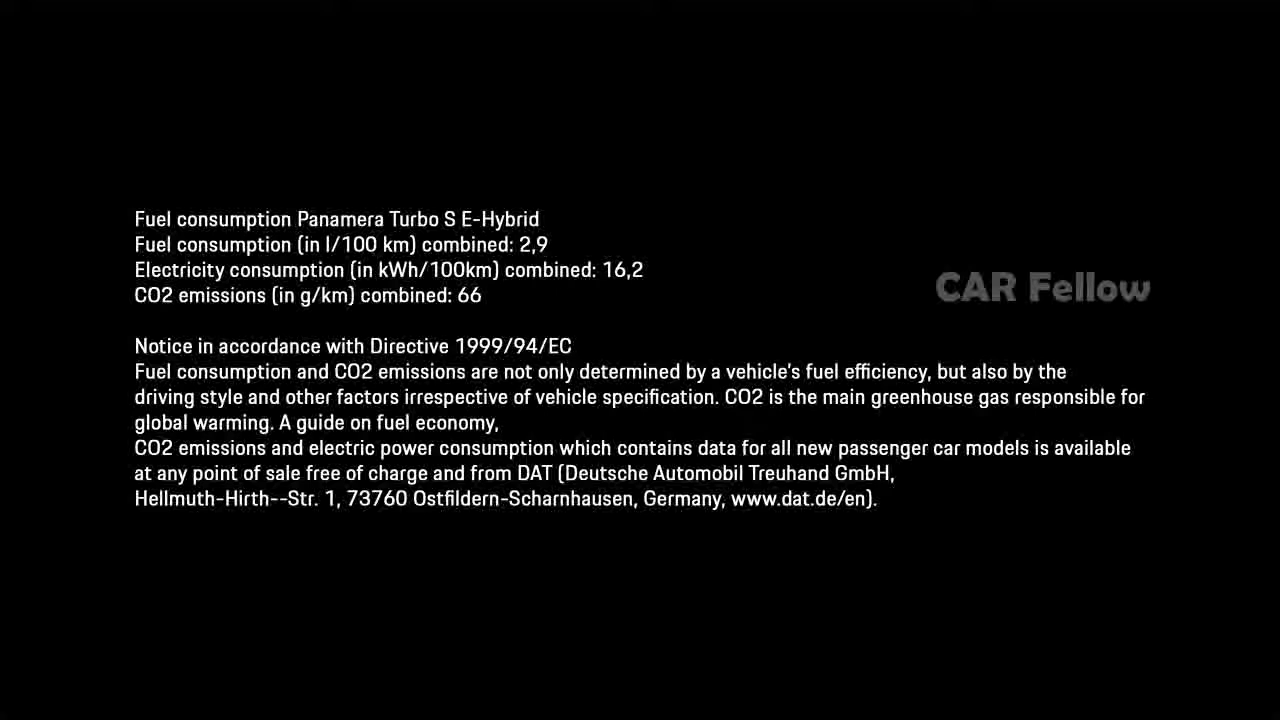 Fuel consumption Panamera Turbo S E-Hybrid
Fuel consumption (in l/100 km) combined: 2,9
Electricity consumption (in kWh/100km) combined: 16,2
CO2 emissions (in g/km) combined: 66
CAR Fellow
Notice in accordance with Directive 1999/94/EC
Fuel consumption and CO2 emissions are not only determined by a vehicle's fuel efficiency, but also by the
driving style and other factors irrespective of vehicle specification. CO2 is the main greenhouse gas responsible for
global warming. A guide on fuel economy,
CO2 emissions and electric power consumption which contains data for all new passenger car models is available
at any point of sale free of charge and from DAT (Deutsche Automobil Treuhand GmbH,
Hellmuth-Hirth--Str. 1, 73760 Ostfildern-Scharnhausen, Germany, www.dat.de/en).